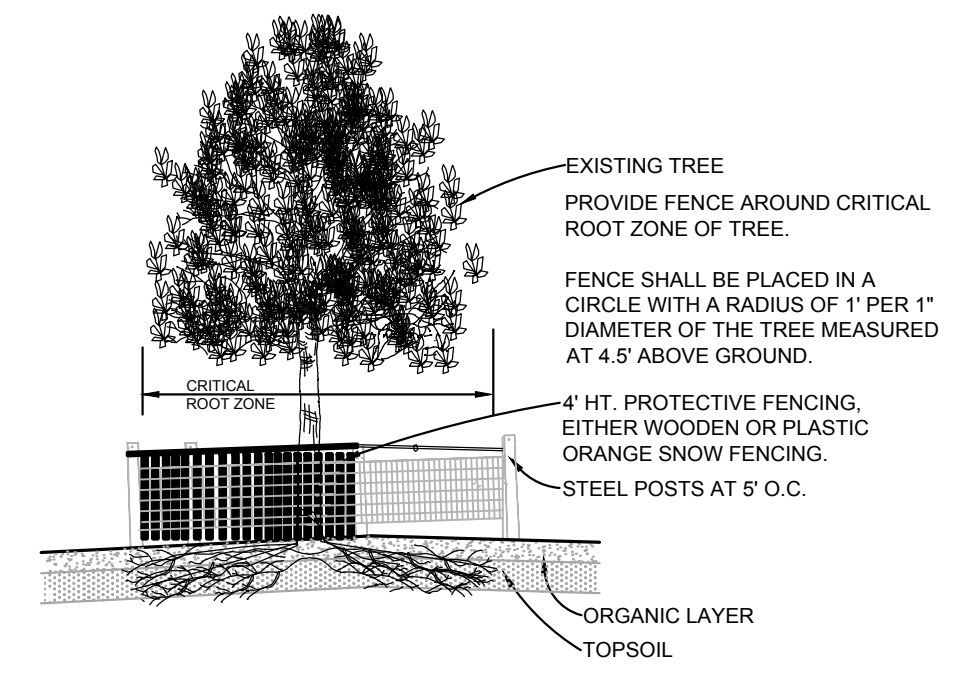 EXISTING TREE
PROVIDE FENCE AROUND CRITICAL
ROOT ZONE OF TREE.
FENCE SHALL BE PLACED IN A
CIRCLE WITH A RADIUS OF 1' PER 1"
DIAMETER OF THE TREE MEASURED
AT 4.5' ABOVE GROUND.
CRITICAL
ROOT ZONE
4' HT. PROTECTIVE FENCING,
EITHER WOODEN OR PLASTIC
ORANGE SNOW FENCING.
STEEL POSTS AT 5' O.C.
ORGANIC LAYER
TOPSOIL